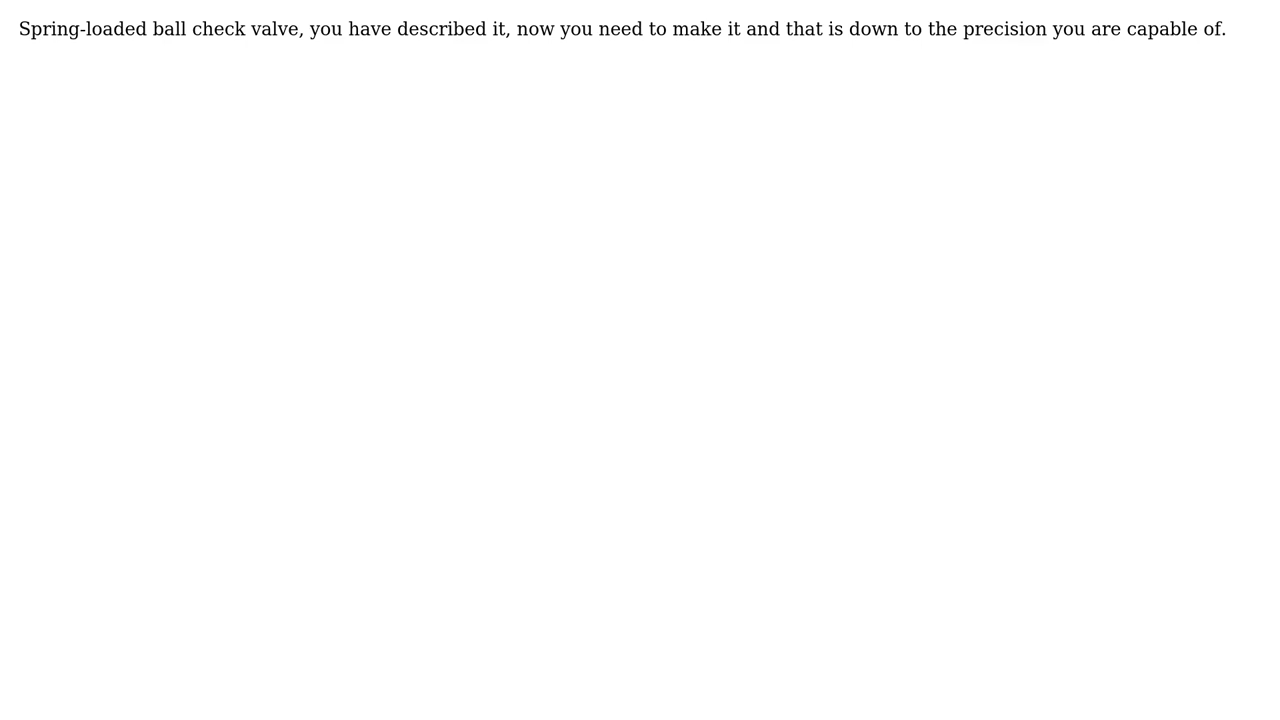 Spring-loaded ball check valve, you have described it, now you need to make it and that is down to the precision you are capable of.